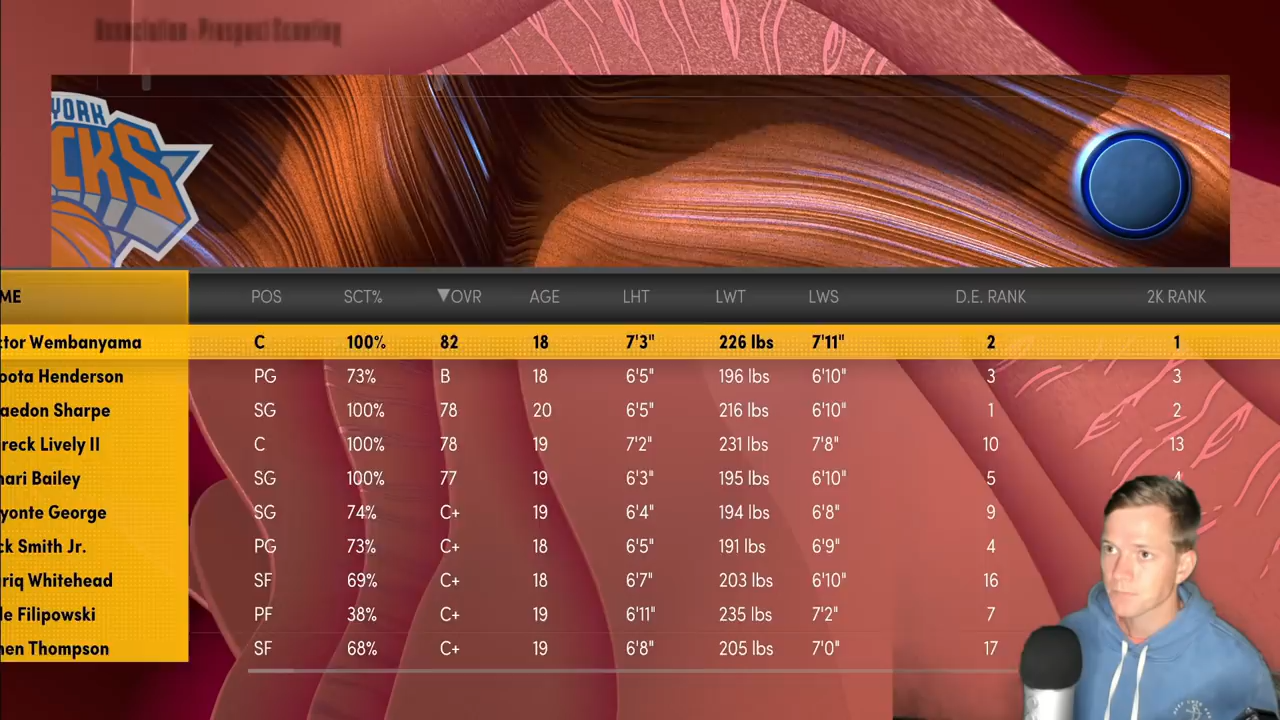 Association - Prospect Scouting
YORK
CKS
ME POS SCT% ▼OVR AGE LHT LWT LWS D.E. RANK 2K RANK
ctor Wembanyama C 100% 82 18 7'3" 226 lbs 7'11" 2 1
oota Henderson PG 73% B 18 6'5" 196 lbs 6'10" 3 3
aedon Sharpe SG 100% 78 20 6'5" 216 lbs 6'10" 1 2
reck Lively II C 100% 78 19 7'2" 231 lbs 7'8" 10 13
nari Bailey SG 100% 77 19 6'3" 195 lbs 6'10" 5 4
yonte George SG 74% C+ 19 6'4" 194 lbs 6'8" 9
ck Smith Jr. PG 73% C+ 18 6'5" 191 lbs 6'9" 4
riq Whitehead SF 69% C+ 18 6'7" 203 lbs 6'10" 16
le Filipowski PF 38% C+ 19 6'11" 235 lbs 7'2" 7
nen Thompson SF 68% C+ 19 6'8" 205 lbs 7'0" 17